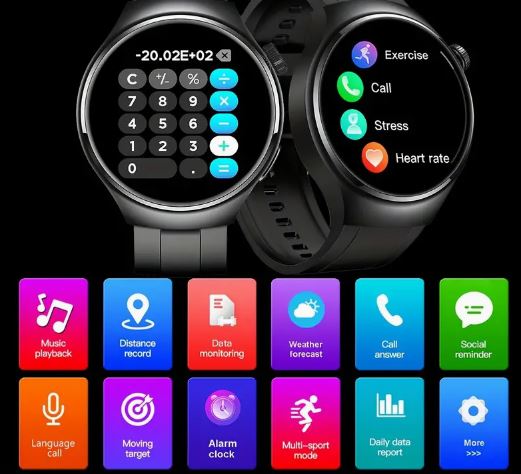 -20.02E+02
C +/- % ÷
7 8 9 ×
4 5 6 −
1 2 3 +
0 . =
Exercise
Call
Stress
Heart rate
Music
playback
Distance
record
Data
monitoring
Weather
forecast
Call
answer
Social
reminder
Language
call
Moving
target
Alarm
clock
Multi-sport
mode
Daily data
report
More
>>>